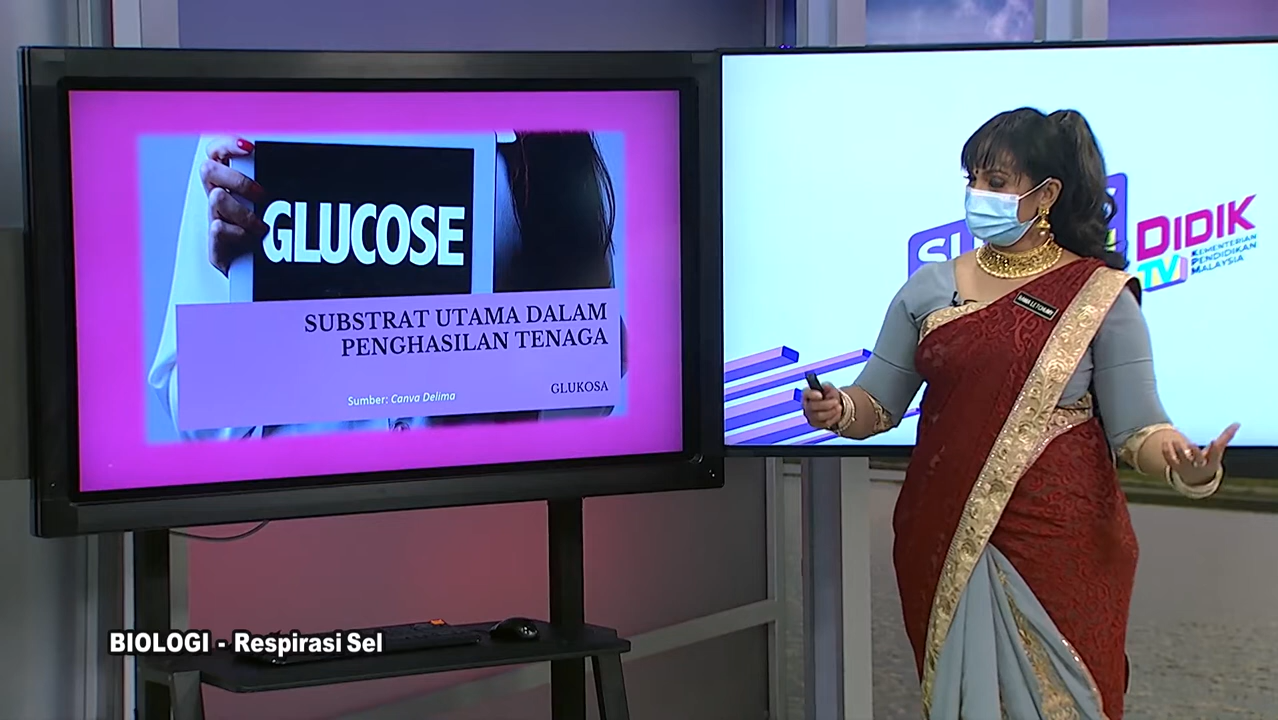 GLUCOSE
SUBSTRAT UTAMA DALAM
PENGHASILAN TENAGA
GLUKOSA
Sumber: Canva Delima
DIDIK
TV
KEMENTERIAN
PENDIDIKAN
MALAYSIA
BIOLOGI - Respirasi Sel